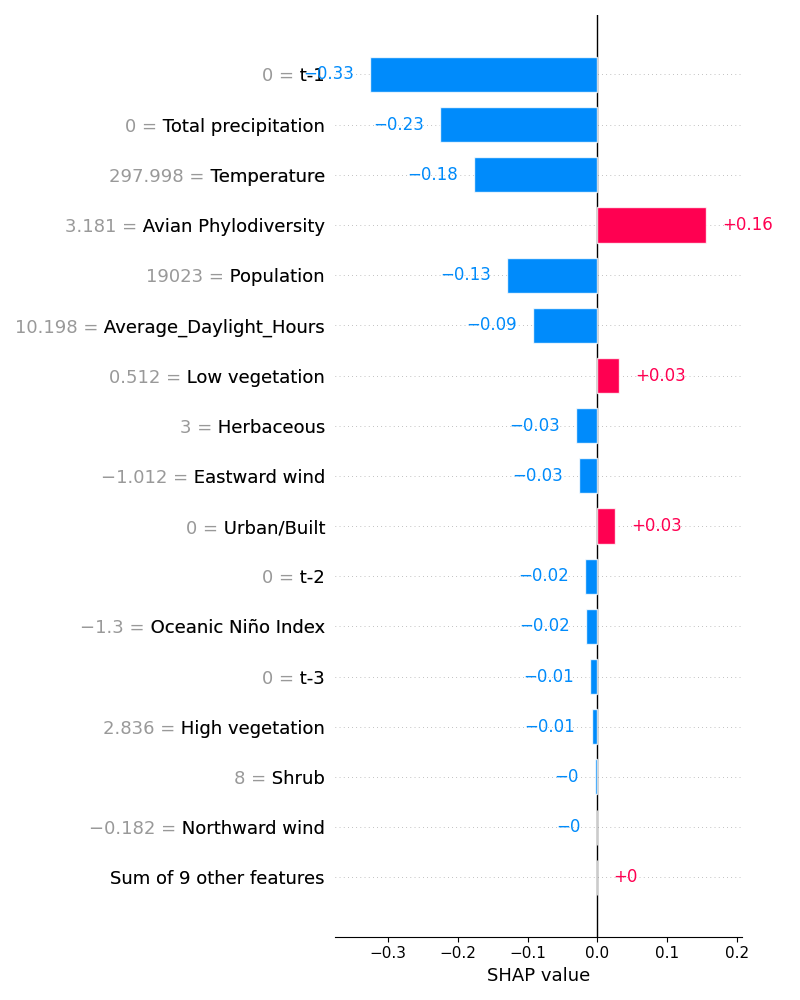 0 = t-1 −0.33
0 = Total precipitation −0.23
297.998 = Temperature −0.18
3.181 = Avian Phylodiversity +0.16
19023 = Population −0.13
10.198 = Average_Daylight_Hours −0.09
0.512 = Low vegetation +0.03
3 = Herbaceous −0.03
−1.012 = Eastward wind −0.03
0 = Urban/Built +0.03
0 = t-2 −0.02
−1.3 = Oceanic Niño Index −0.02
0 = t-3 −0.01
2.836 = High vegetation −0.01
8 = Shrub −0
−0.182 = Northward wind −0
Sum of 9 other features +0
−0.3 −0.2 −0.1 0.0 0.1 0.2
SHAP value